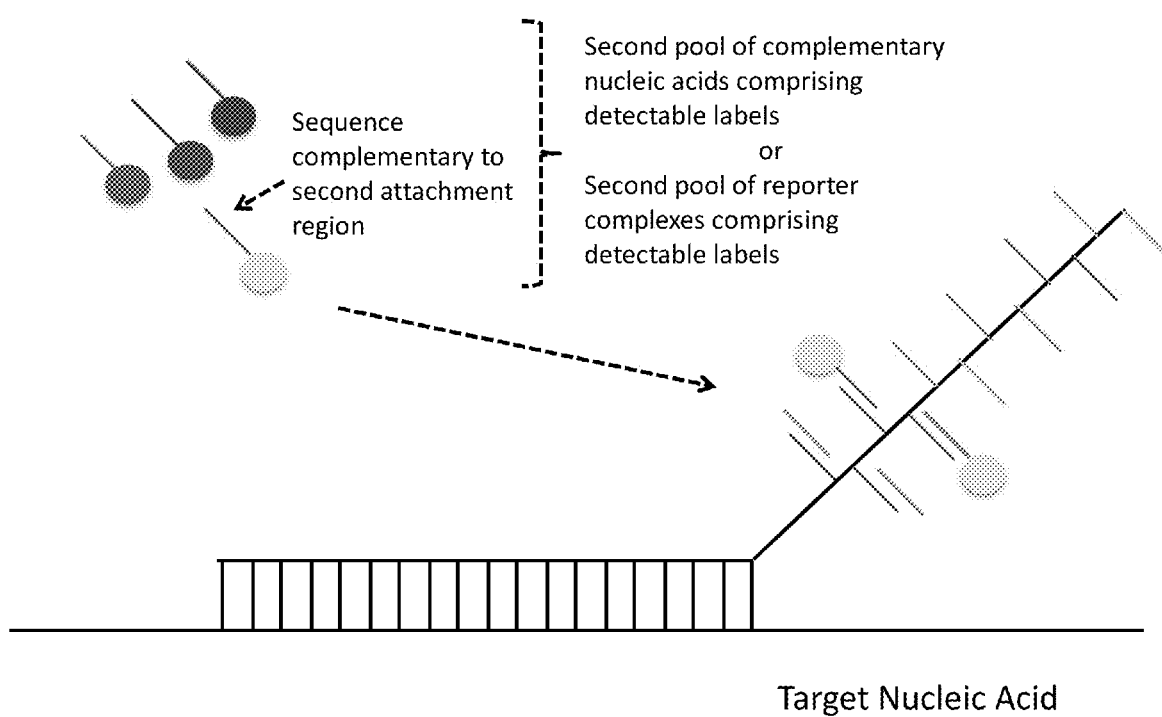 Second pool of complementary
nucleic acids comprising
detectable labels
or
Second pool of reporter
complexes comprising
detectable labels
Sequence
complementary to
second attachment
region
Target Nucleic Acid